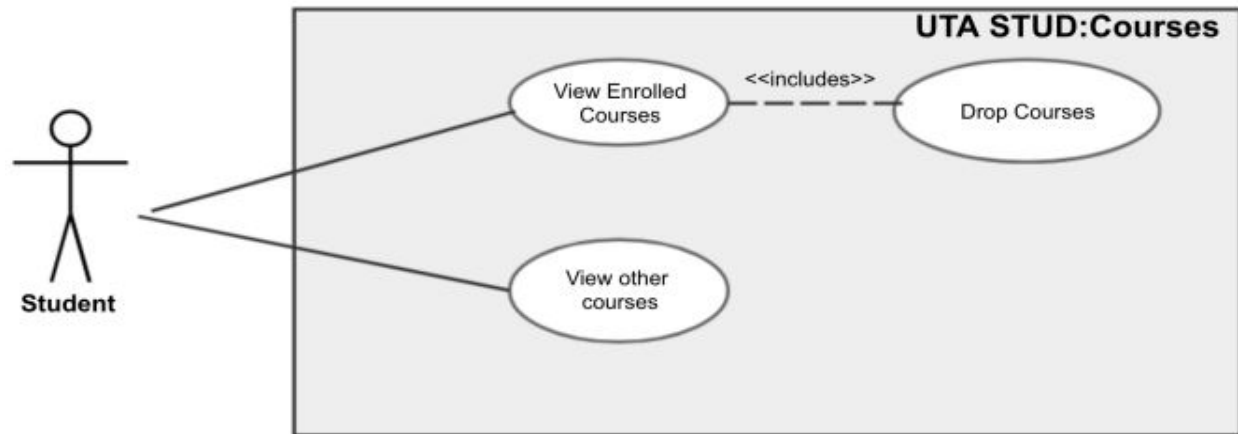 UTA STUD:Courses
View Enrolled
Courses
<<includes>>
Drop Courses
View other
courses
Student